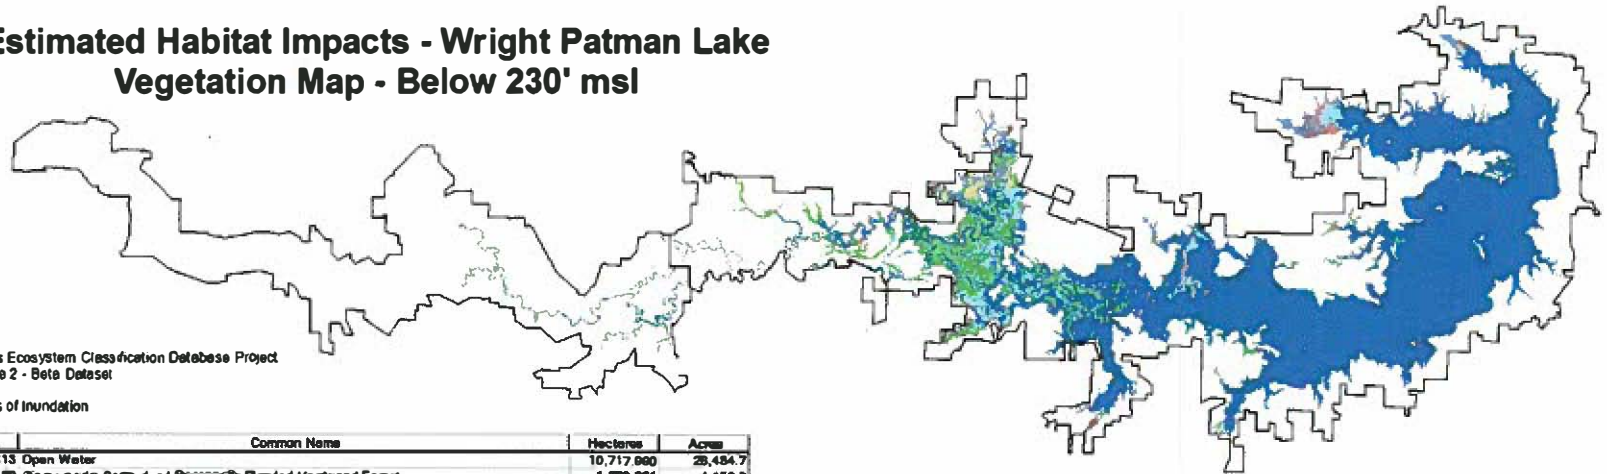 Estimated Habitat Impacts - Wright Patman Lake
Vegetation Map - Below 230' msl
s Ecosystem Classification Database Project
e 2 - Beta Dataset
s of Inundation
Common Name Hectares Acres
13 Open Water 10,717.990 26,484.7